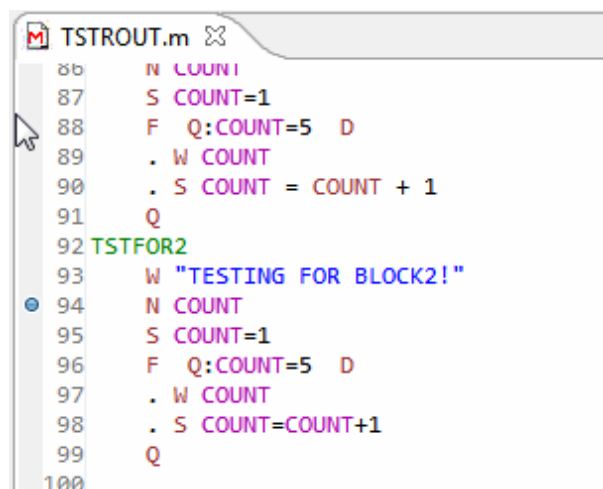 TSTROUT.m
86 N COUNT
87 S COUNT=1
88 F  Q:COUNT=5  D
89 . W COUNT
90 . S COUNT = COUNT + 1
91 Q
92 TSTFOR2
93 W "TESTING FOR BLOCK2!"
94 N COUNT
95 S COUNT=1
96 F  Q:COUNT=5  D
97 . W COUNT
98 . S COUNT=COUNT+1
99 Q
100